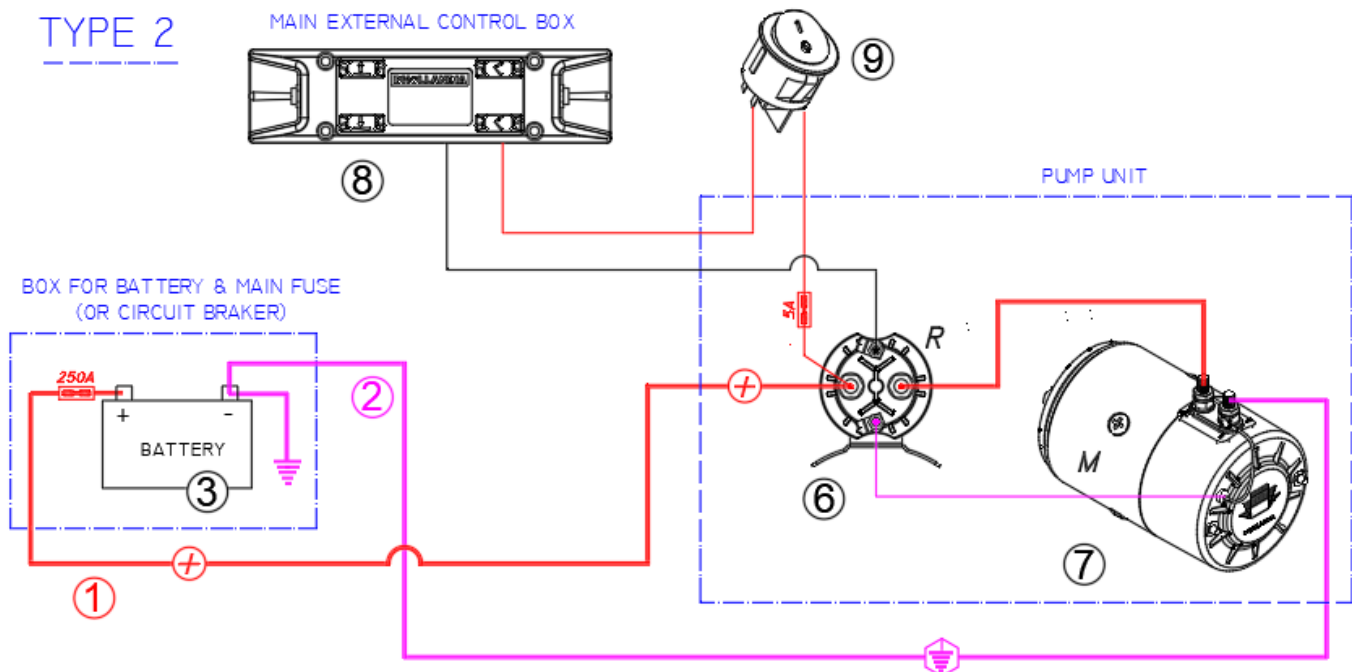 TYPE 2
MAIN EXTERNAL CONTROL BOX
9
8
PUMP UNIT
BOX FOR BATTERY & MAIN FUSE
(OR CIRCUIT BRAKER)
5A
R
250A
+
-
2
+
BATTERY
3
M
6
7
+
1